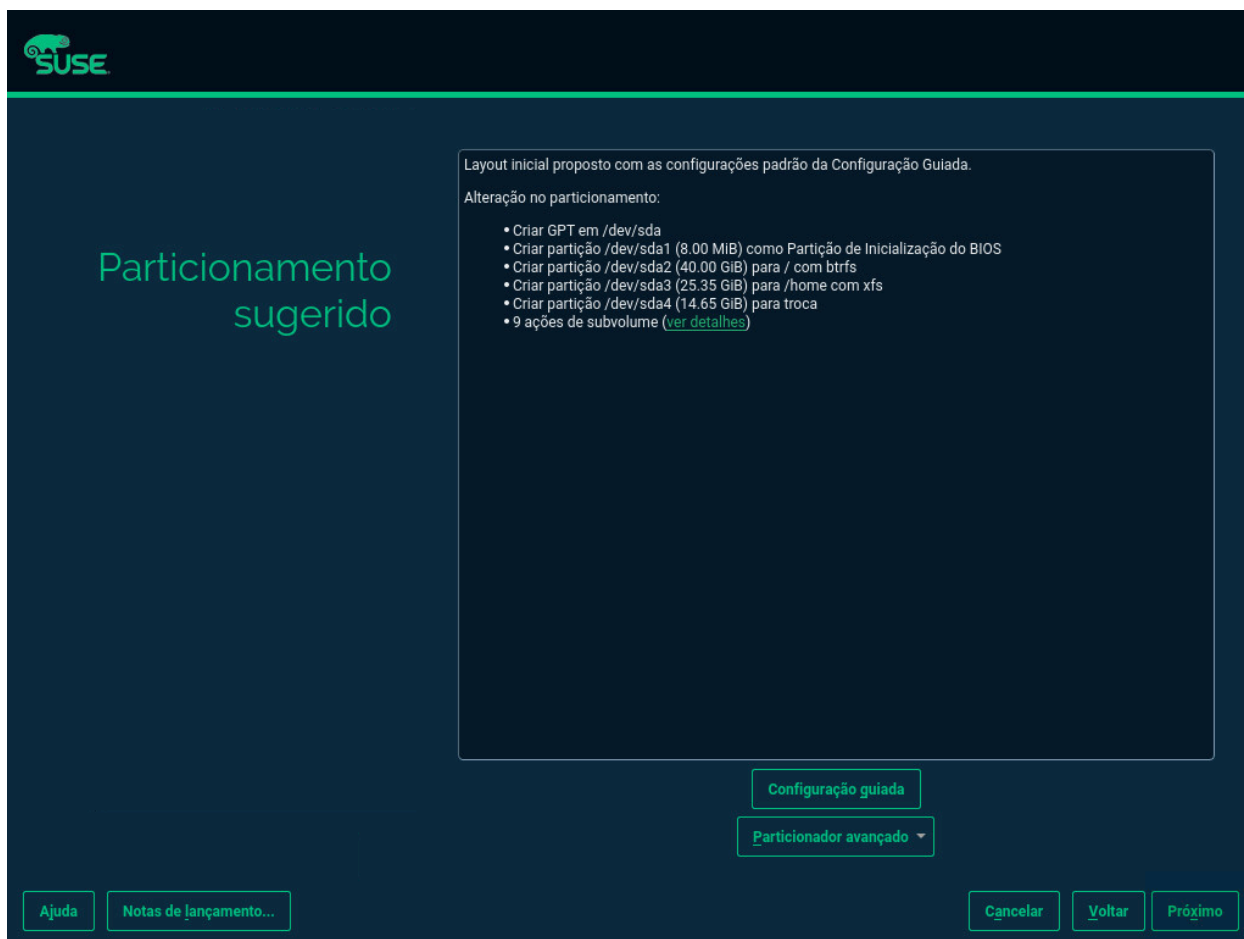 SUSE
Particionamento
sugerido
Layout inicial proposto com as configurações padrão da Configuração Guiada.
Alteração no particionamento:
• Criar GPT em /dev/sda
• Criar partição /dev/sda1 (8.00 MiB) como Partição de Inicialização do BIOS
• Criar partição /dev/sda2 (40.00 GiB) para / com btrfs
• Criar partição /dev/sda3 (25.35 GiB) para /home com xfs
• Criar partição /dev/sda4 (14.65 GiB) para troca
• 9 ações de subvolume (ver detalhes)
Configuração guiada
Particionador avançado
Ajuda
Notas de lançamento...
Cancelar
Voltar
Próximo